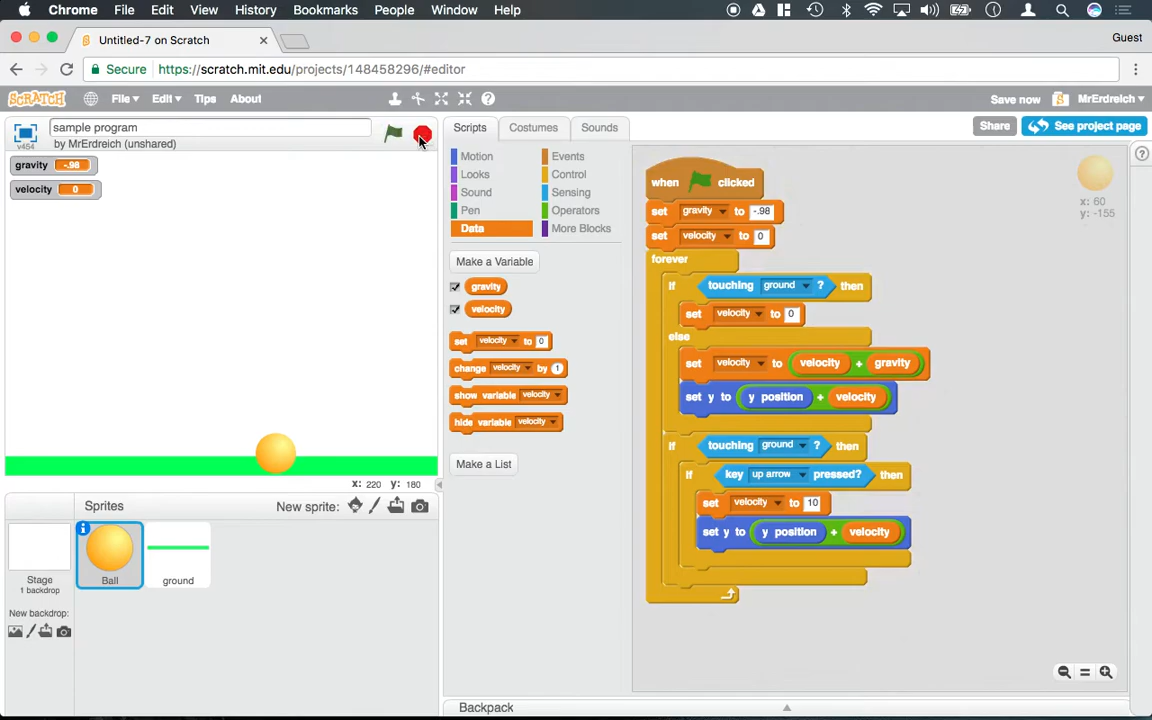 Chrome File Edit View History Bookmarks People Window Help
Untitled-7 on Scratch
Guest
Secure https://scratch.mit.edu/projects/148458296/#editor
SCRATCH File Edit Tips About Save now MrErdreich
sample program
by MrErdreich (unshared)
v454
Scripts Costumes Sounds
Share See project page
gravity -.98
velocity 0
Motion Events
Looks Control
Sound Sensing
Pen Operators
Data More Blocks
Make a Variable
gravity
velocity
set velocity to 0
change velocity by 1
show variable velocity
hide variable velocity
Make a List
when clicked
set gravity to -.98
set velocity to 0
forever
if touching ground ? then
set velocity to 0
else
set velocity to velocity + gravity
set y to y position + velocity
if touching ground ? then
if key up arrow pressed? then
set velocity to 10
set y to y position + velocity
x: 60
y: -155
x: 220 y: 180
Sprites New sprite:
Stage
1 backdrop
New backdrop:
Ball
ground
Backpack